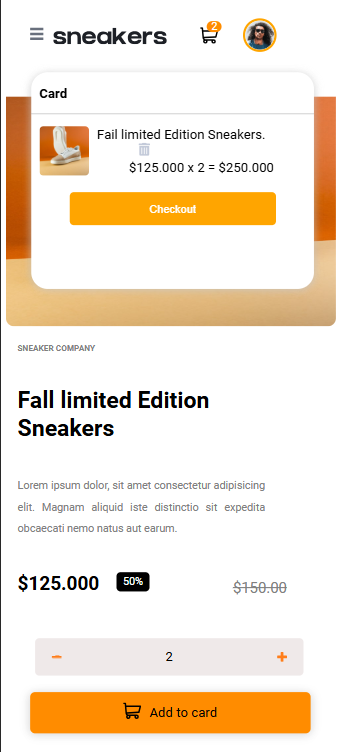 sneakers
2
Card
Fail limited Edition Sneakers.
$125.000 x 2 = $250.000
Checkout
SNEAKER COMPANY
Fall limited Edition
Sneakers
Lorem ipsum dolor, sit amet consectetur adipisicing
elit. Magnam aliquid iste distinctio sit expedita
obcaecati nemo natus aut earum.
$125.000 50% $150.00
2
Add to card